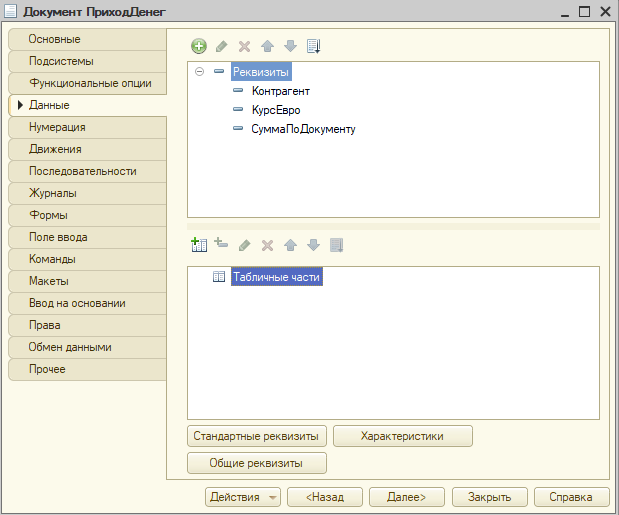 Документ ПриходДенег
Основные
Подсистемы
Функциональные опции
Данные
Нумерация
Движения
Последовательности
Журналы
Формы
Поле ввода
Команды
Макеты
Ввод на основании
Права
Обмен данными
Прочее
Реквизиты
Контрагент
КурсЕвро
СуммаПоДокументу
Табличные части
Стандартные реквизиты
Характеристики
Общие реквизиты
Действия
<Назад
Далее>
Закрыть
Справка